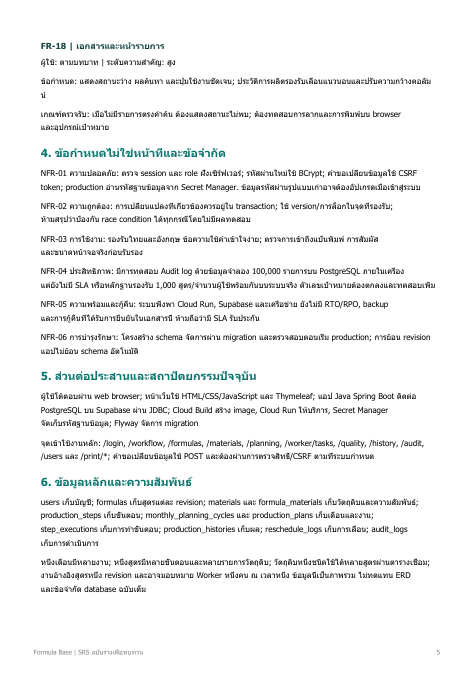 FR-18 | เอกสารและหน้ารายการ
ผู้ใช้: ตามบทบาท | ระดับความสำคัญ: สูง
ข้อกำหนด: แสดงสถานะว่าง ผลค้นหา และปุ่มใช้งานชัดเจน; ประวัติการผลิตรองรับเลื่อนแนวนอนและปรับความกว้างคอลัม
น์
เกณฑ์ตรวจรับ: เมื่อไม่มีรายการตรงคำค้น ต้องแสดงสถานะไม่พบ; ต้องทดสอบการลากและการพิมพ์บน browser
และอุปกรณ์เป้าหมาย
4. ข้อกำหนดไม่ใช่หน้าที่และข้อจำกัด
NFR-01 ความปลอดภัย: ตรวจ session และ role ฝั่งเซิร์ฟเวอร์; รหัสผ่านใหม่ใช้ BCrypt; คำขอเปลี่ยนข้อมูลใช้ CSRF
token; production อ่านรหัสฐานข้อมูลจาก Secret Manager. ข้อมูลรหัสผ่านรูปแบบเก่าอาจต้องอัปเกรดเมื่อเข้าสู่ระบบ
NFR-02 ความถูกต้อง: การเปลี่ยนแปลงที่เกี่ยวข้องควรอยู่ใน transaction; ใช้ version/การล็อกในจุดที่รองรับ;
ห้ามสรุปว่าป้องกัน race condition ได้ทุกกรณีโดยไม่มีผลทดสอบ
NFR-03 การใช้งาน: รองรับไทยและอังกฤษ ข้อความใช้คำเข้าใจง่าย; ตรวจการเข้าถึงแป้นพิมพ์ การสัมผัส
และขนาดหน้าจอจริงก่อนรับรอง
NFR-04 ประสิทธิภาพ: มีการทดสอบ Audit log ด้วยข้อมูลจำลอง 100,000 รายการบน PostgreSQL ภายในเครื่อง
แต่ยังไม่มี SLA หรือหลักฐานรองรับ 1,000 สูตร/จำนวนผู้ใช้พร้อมกันบนระบบจริง ตัวเลขเป้าหมายต้องตกลงและทดสอบเพิ่ม
NFR-05 ความพร้อมและกู้คืน: ระบบพึ่งพา Cloud Run, Supabase และเครือข่าย ยังไม่มี RTO/RPO, backup
และการกู้คืนที่ได้รับการยืนยันในเอกสารนี้ ห้ามถือว่ามี SLA รับประกัน
NFR-06 การบำรุงรักษา: โครงสร้าง schema จัดการผ่าน migration และตรวจสอบตอนเริ่ม production; การย้อน revision
แอปไม่ย้อน schema อัตโนมัติ
5. ส่วนต่อประสานและสถาปัตยกรรมปัจจุบัน
ผู้ใช้โต้ตอบผ่าน web browser; หน้าเว็บใช้ HTML/CSS/JavaScript และ Thymeleaf; แอป Java Spring Boot ติดต่อ
PostgreSQL บน Supabase ผ่าน JDBC; Cloud Build สร้าง image, Cloud Run ให้บริการ, Secret Manager
จัดเก็บรหัสฐานข้อมูล; Flyway จัดการ migration
จุดเข้าใช้งานหลัก: /login, /workflow, /formulas, /materials, /planning, /worker/tasks, /quality, /history, /audit,
/users และ /print/*; คำขอเปลี่ยนข้อมูลใช้ POST และต้องผ่านการตรวจสิทธิ์/CSRF ตามที่ระบบกำหนด
6. ข้อมูลหลักและความสัมพันธ์
users เก็บบัญชี; formulas เก็บสูตรแต่ละ revision; materials และ formula_materials เก็บวัตถุดิบและความสัมพันธ์;
production_steps เก็บขั้นตอน; monthly_planning_cycles และ production_plans เก็บเดือนและงาน;
step_executions เก็บการทำขั้นตอน; production_histories เก็บผล; reschedule_logs เก็บการเลื่อน; audit_logs
เก็บการดำเนินการ
หนึ่งเดือนมีหลายงาน; หนึ่งสูตรมีหลายขั้นตอนและหลายรายการวัตถุดิบ; วัตถุดิบหนึ่งชนิดใช้ได้หลายสูตรผ่านตารางเชื่อม;
งานอ้างอิงสูตรหนึ่ง revision และอาจมอบหมาย Worker หนึ่งคน ณ เวลาหนึ่ง ข้อมูลนี้เป็นภาพรวม ไม่ทดแทน ERD
และข้อจำกัด database ฉบับเต็ม
Formula Base | SRS ฉบับร่างเพื่อทบทวน
5